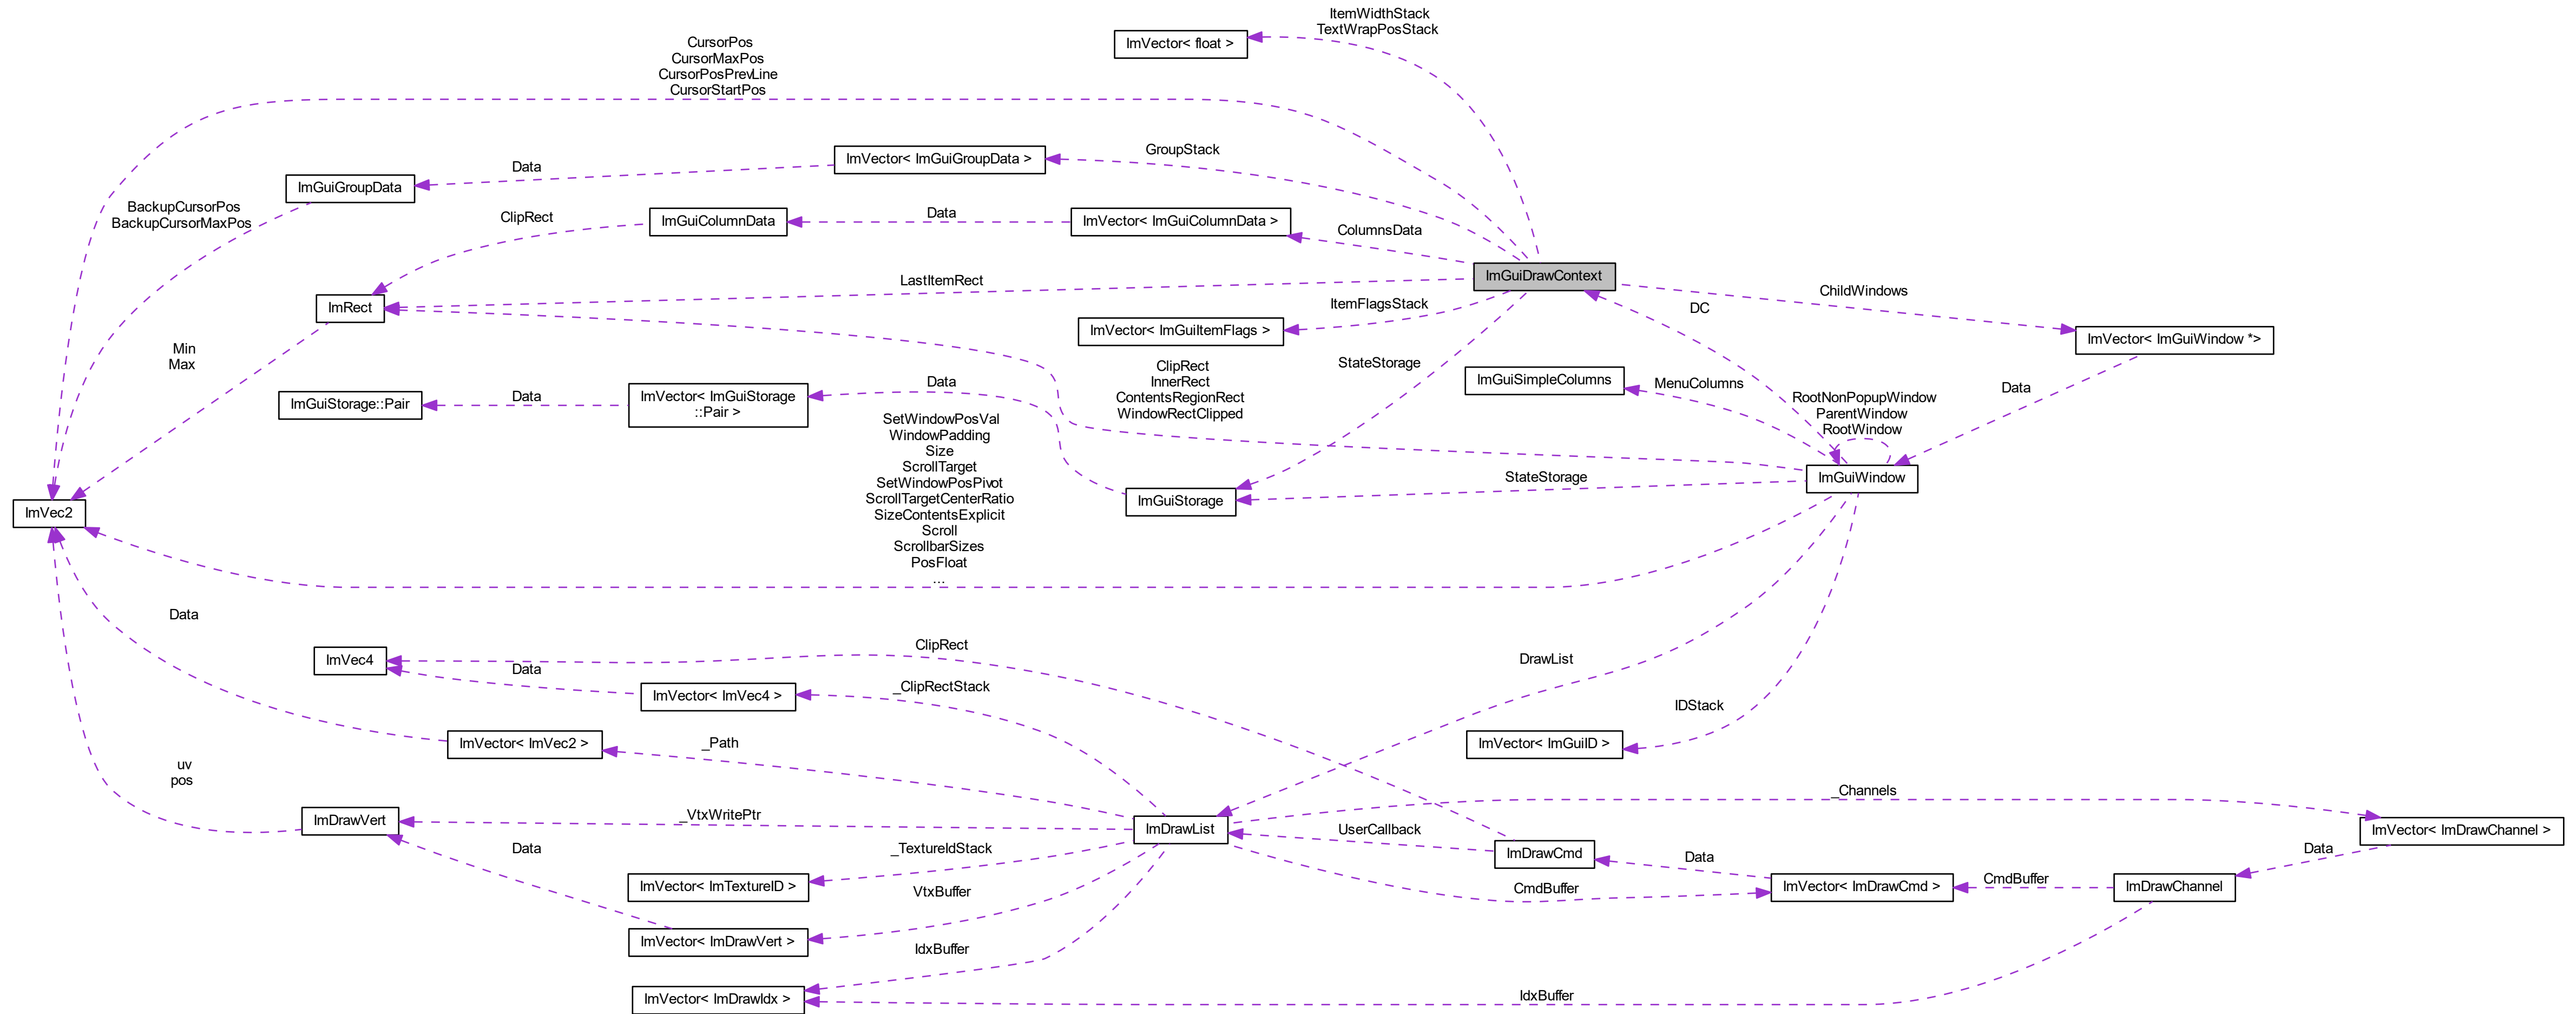 ItemWidthStack
TextWrapPosStack
ImVector< float >
CursorPos
CursorMaxPos
CursorPosPrevLine
CursorStartPos
GroupStack
ImVector< ImGuiGroupData >
Data
ImGuiGroupData
BackupCursorPos
BackupCursorMaxPos
ClipRect
ImGuiColumnData
Data
ImVector< ImGuiColumnData >
ColumnsData
ImGuiDrawContext
LastItemRect
ImRect
ItemFlagsStack
ImVector< ImGuiItemFlags >
DC
ChildWindows
ImVector< ImGuiWindow *>
Min
Max
StateStorage
ClipRect
InnerRect
ContentsRegionRect
WindowRectClipped
ImGuiSimpleColumns
MenuColumns
Data
RootNonPopupWindow
ParentWindow
RootWindow
ImGuiStorage::Pair
Data
ImVector< ImGuiStorage
::Pair >
Data
SetWindowPosVal
WindowPadding
Size
ScrollTarget
SetWindowPosPivot
ScrollTargetCenterRatio
SizeContentsExplicit
Scroll
ScrollbarSizes
PosFloat
...
ImGuiWindow
StateStorage
ImGuiStorage
ImVec2
Data
ImVec4
ClipRect
Data
ImVector< ImVec4 >
_ClipRectStack
DrawList
IDStack
ImVector< ImVec2 >
_Path
ImVector< ImGuiID >
uv
pos
ImDrawVert
_VtxWritePtr
ImDrawList
_Channels
ImVector< ImDrawChannel >
UserCallback
ImDrawCmd
Data
_TextureIdStack
Data
Data
ImVector< ImTextureID >
VtxBuffer
CmdBuffer
ImVector< ImDrawCmd >
CmdBuffer
ImDrawChannel
ImVector< ImDrawVert >
IdxBuffer
ImVector< ImDrawIdx >
IdxBuffer